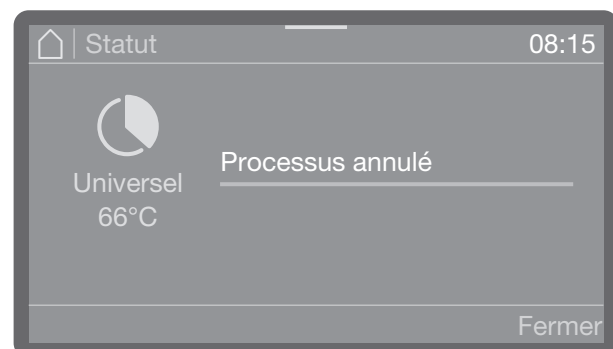 Statut 08:15
Processus annulé
Universel
66°C
Fermer